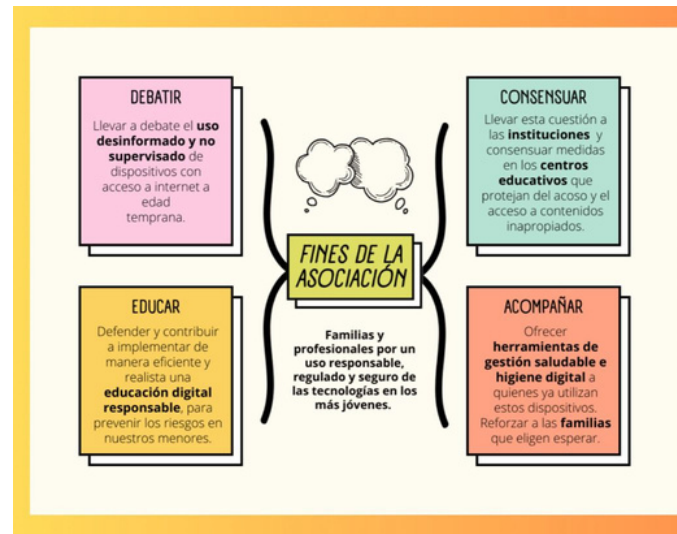 DEBATIR
Llevar a debate el uso
desinformado y no
supervisado de
dispositivos con
acceso a internet a
edad
temprana.
CONSENSUAR
Llevar esta cuestión a
las instituciones y
consensuar medidas
en los centros
educativos que
protejan del acoso y el
acceso a contenidos
inapropiados.
FINES DE LA
ASOCIACIÓN
Familias y
profesionales por un
uso responsable,
regulado y seguro de
las tecnologías en los
más jóvenes.
EDUCAR
Defender y contribuir
a implementar de
manera eficiente y
realista una
educación digital
responsable, para
prevenir los riesgos en
nuestros menores.
ACOMPAÑAR
Ofrecer
herramientas de
gestión saludable e
higiene digital a
quienes ya utilizan
estos dispositivos.
Reforzar a las familias
que eligen esperar.